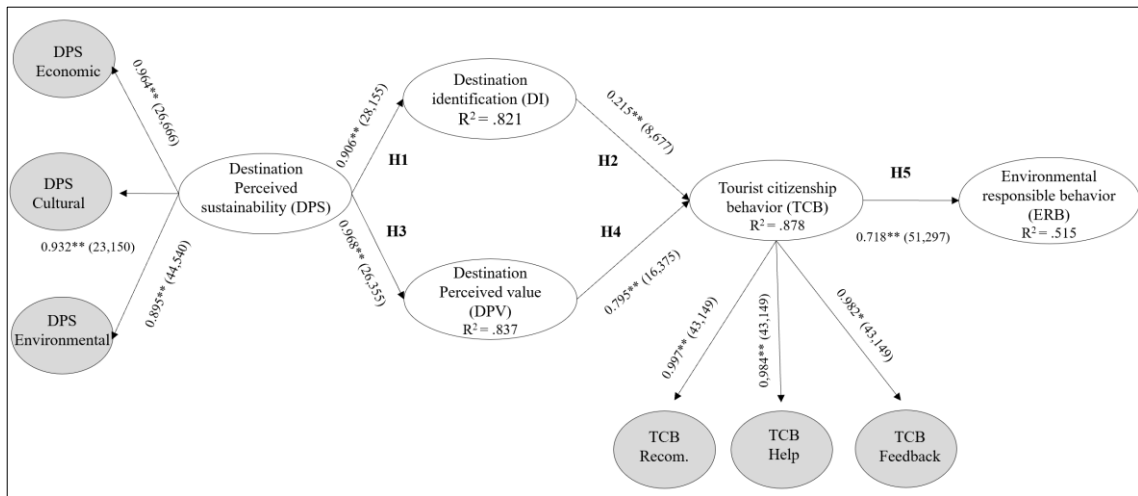 DPS
Economic
0.964** (26,666)
DPS
Cultural
0.932** (23,150)
DPS
Environmental
0.895** (44,540)
Destination
Perceived
sustainability (DPS)
0.906** (28,155)
H1
H3
0.968** (26,355)
Destination
identification (DI)
R² = .821
Destination
Perceived value
(DPV)
R² = .837
0.215** (8,677)
H2
H4
0.795** (16,375)
Tourist citizenship
behavior (TCB)
R² = .878
H5
0.718** (51,297)
Environmental
responsible behavior
(ERB)
R² = .515
0.997** (43,149)
0,984** (43,149)
0.982* (43,149)
TCB
Recom.
TCB
Help
TCB
Feedback